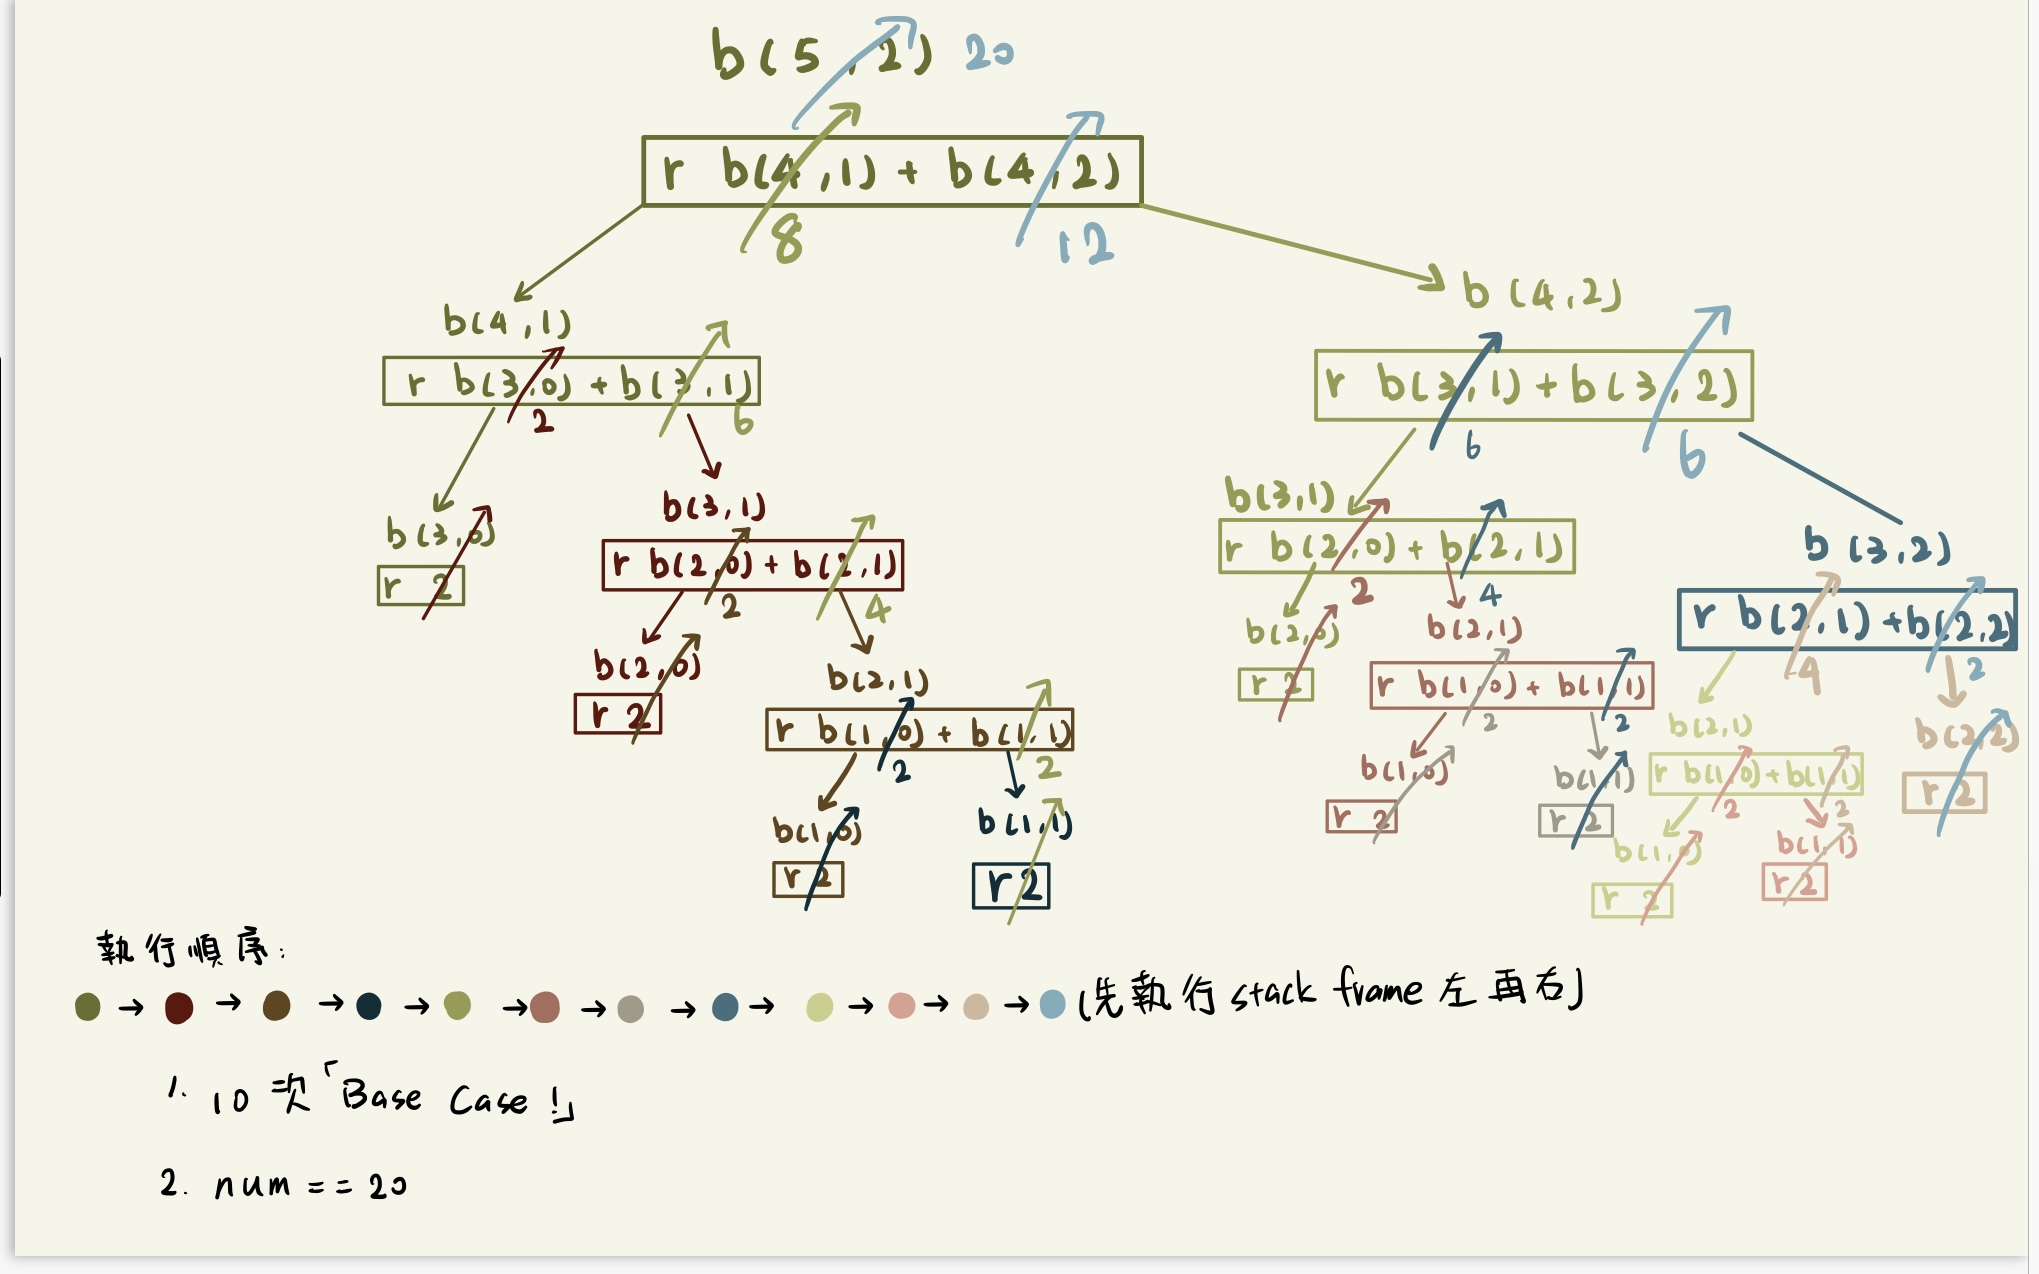 b(5,2) 20
r b(4,1) + b(4,2)
8 12
b(4,2)
b(4,1)
r b(3,0) + b(3,1)
2 6
r b(3,1) + b(3,2)
6 6
b(3,0)
r 2
b(3,1)
r b(2,0) + b(2,1)
2 4
b(3,1)
r b(2,0) + b(2,1)
2 4
b(3,2)
r b(2,1) + b(2,2)
4 2
b(2,0)
r 2
b(2,1)
r b(1,0) + b(1,1)
2 2
b(2,0)
r 2
b(2,1)
r b(1,0) + b(1,1)
2 2
b(2,1)
r b(1,0) + b(1,1)
2 2
b(2,2)
r 2
b(1,0)
r 2
b(1,1)
r 2
b(1,0)
r 2
b(1,1)
r 2
b(1,0)
r 2
b(1,1)
r 2
執行順序:
→ → → → → → → → → → → (先執行 stack frame 左再右)
1. 10 次「Base Case !」
2. num == 20